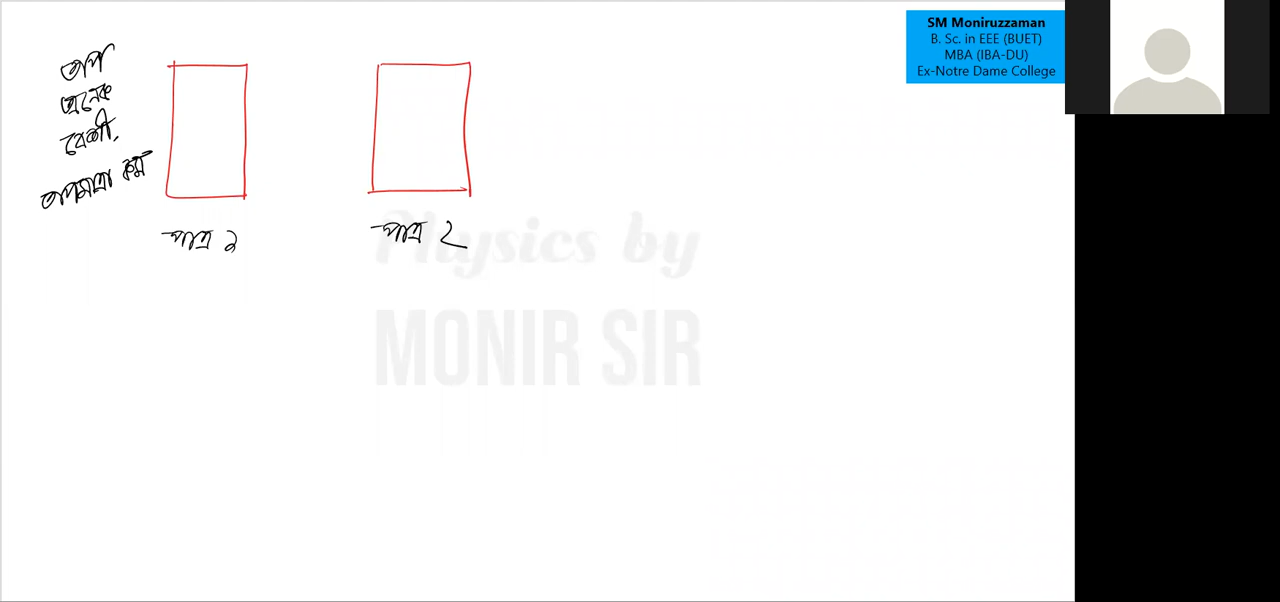 তাপ
অনেক
বেশী,
তাপমাত্রা কম
পাত্র ১
পাত্র ২
SM Moniruzzaman
B. Sc. in EEE (BUET)
MBA (IBA-DU)
Ex-Notre Dame College
Physics by
MONIR SIR